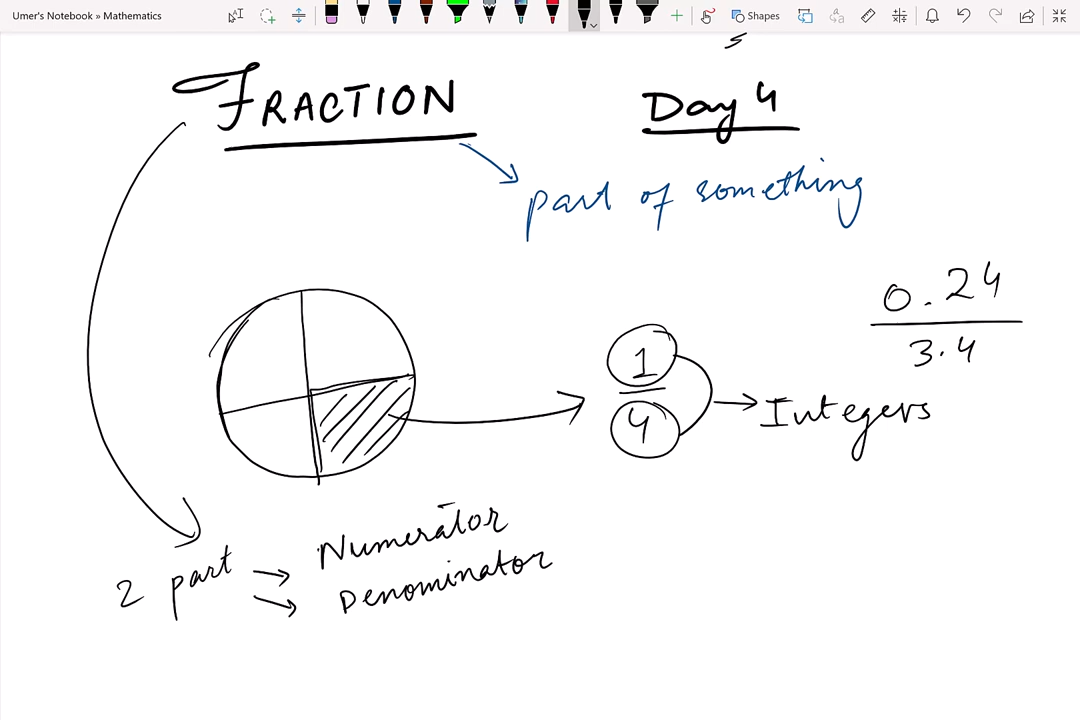 Umer's Notebook » Mathematics
Shapes
FRACTION
Day 4
part of something
0.24
3.4
1
4
Integers
2 part
Numerator
Denominator